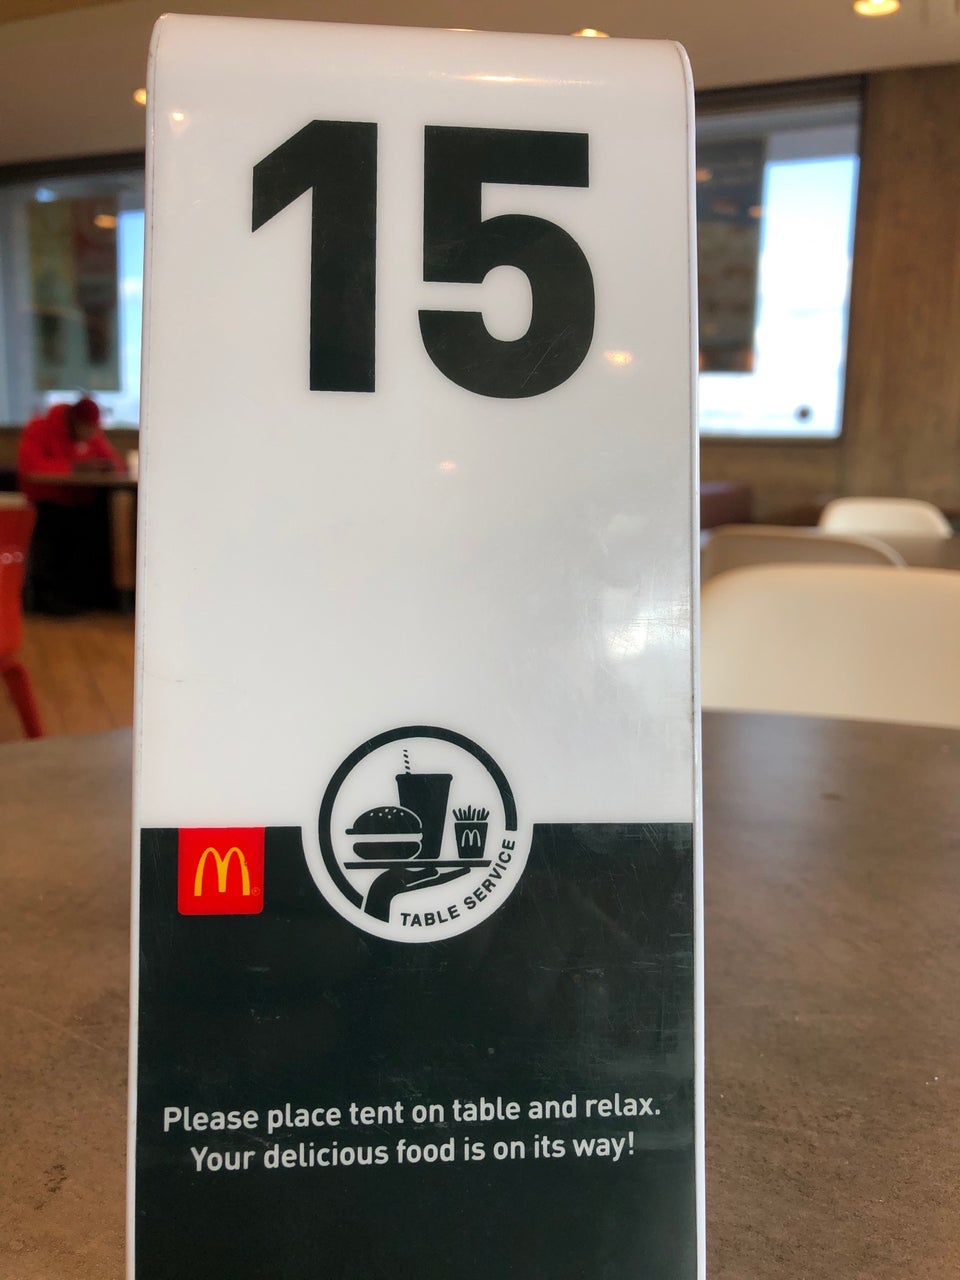 15
TABLE SERVICE
Please place tent on table and relax.
Your delicious food is on its way!